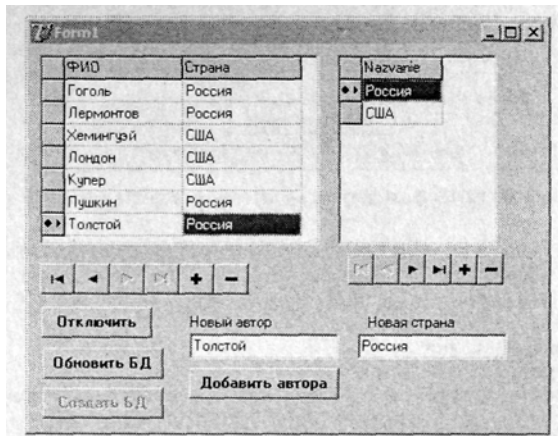 Form1
ФИО Страна
Гоголь Россия
Лермонтов Россия
Хемингуэй США
Лондон США
Купер США
Пушкин Россия
Толстой Россия
Nazvanie
Россия
США
Отключить
Обновить БД
Создать БД
Новый автор
Толстой
Добавить автора
Новая страна
Россия